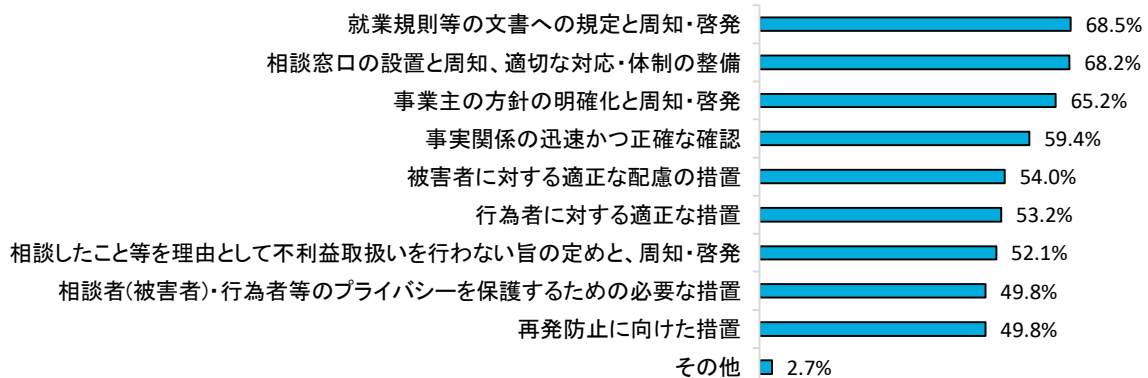 就業規則等の文書への規定と周知・啓発 68.5%
相談窓口の設置と周知、適切な対応・体制の整備 68.2%
事業主の方針の明確化と周知・啓発 65.2%
事実関係の迅速かつ正確な確認 59.4%
被害者に対する適正な配慮の措置 54.0%
行為者に対する適正な措置 53.2%
相談したこと等を理由として不利益取扱いを行わない旨の定めと、周知・啓発 52.1%
相談者(被害者)・行為者等のプライバシーを保護するための必要な措置 49.8%
再発防止に向けた措置 49.8%
その他 2.7%